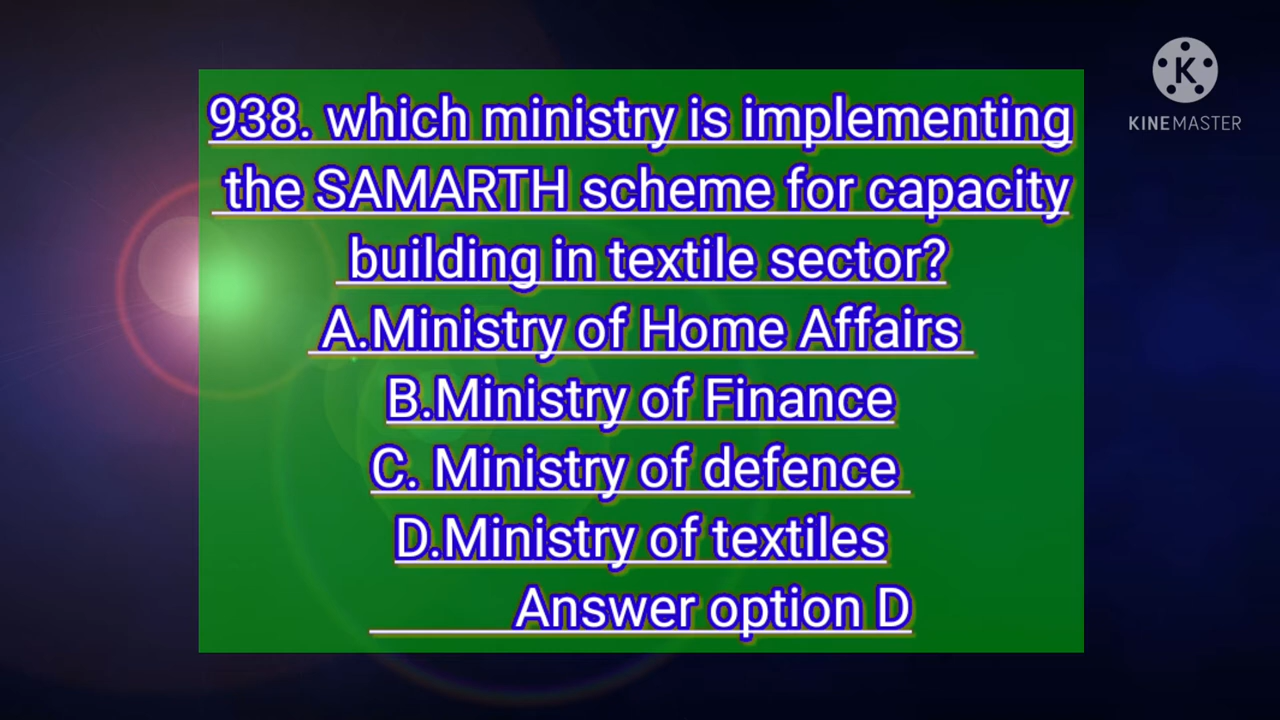 938. which ministry is implementing
the SAMARTH scheme for capacity
building in textile sector?
A.Ministry of Home Affairs
B.Ministry of Finance
C. Ministry of defence
D.Ministry of textiles
Answer option D
K
KINEMASTER